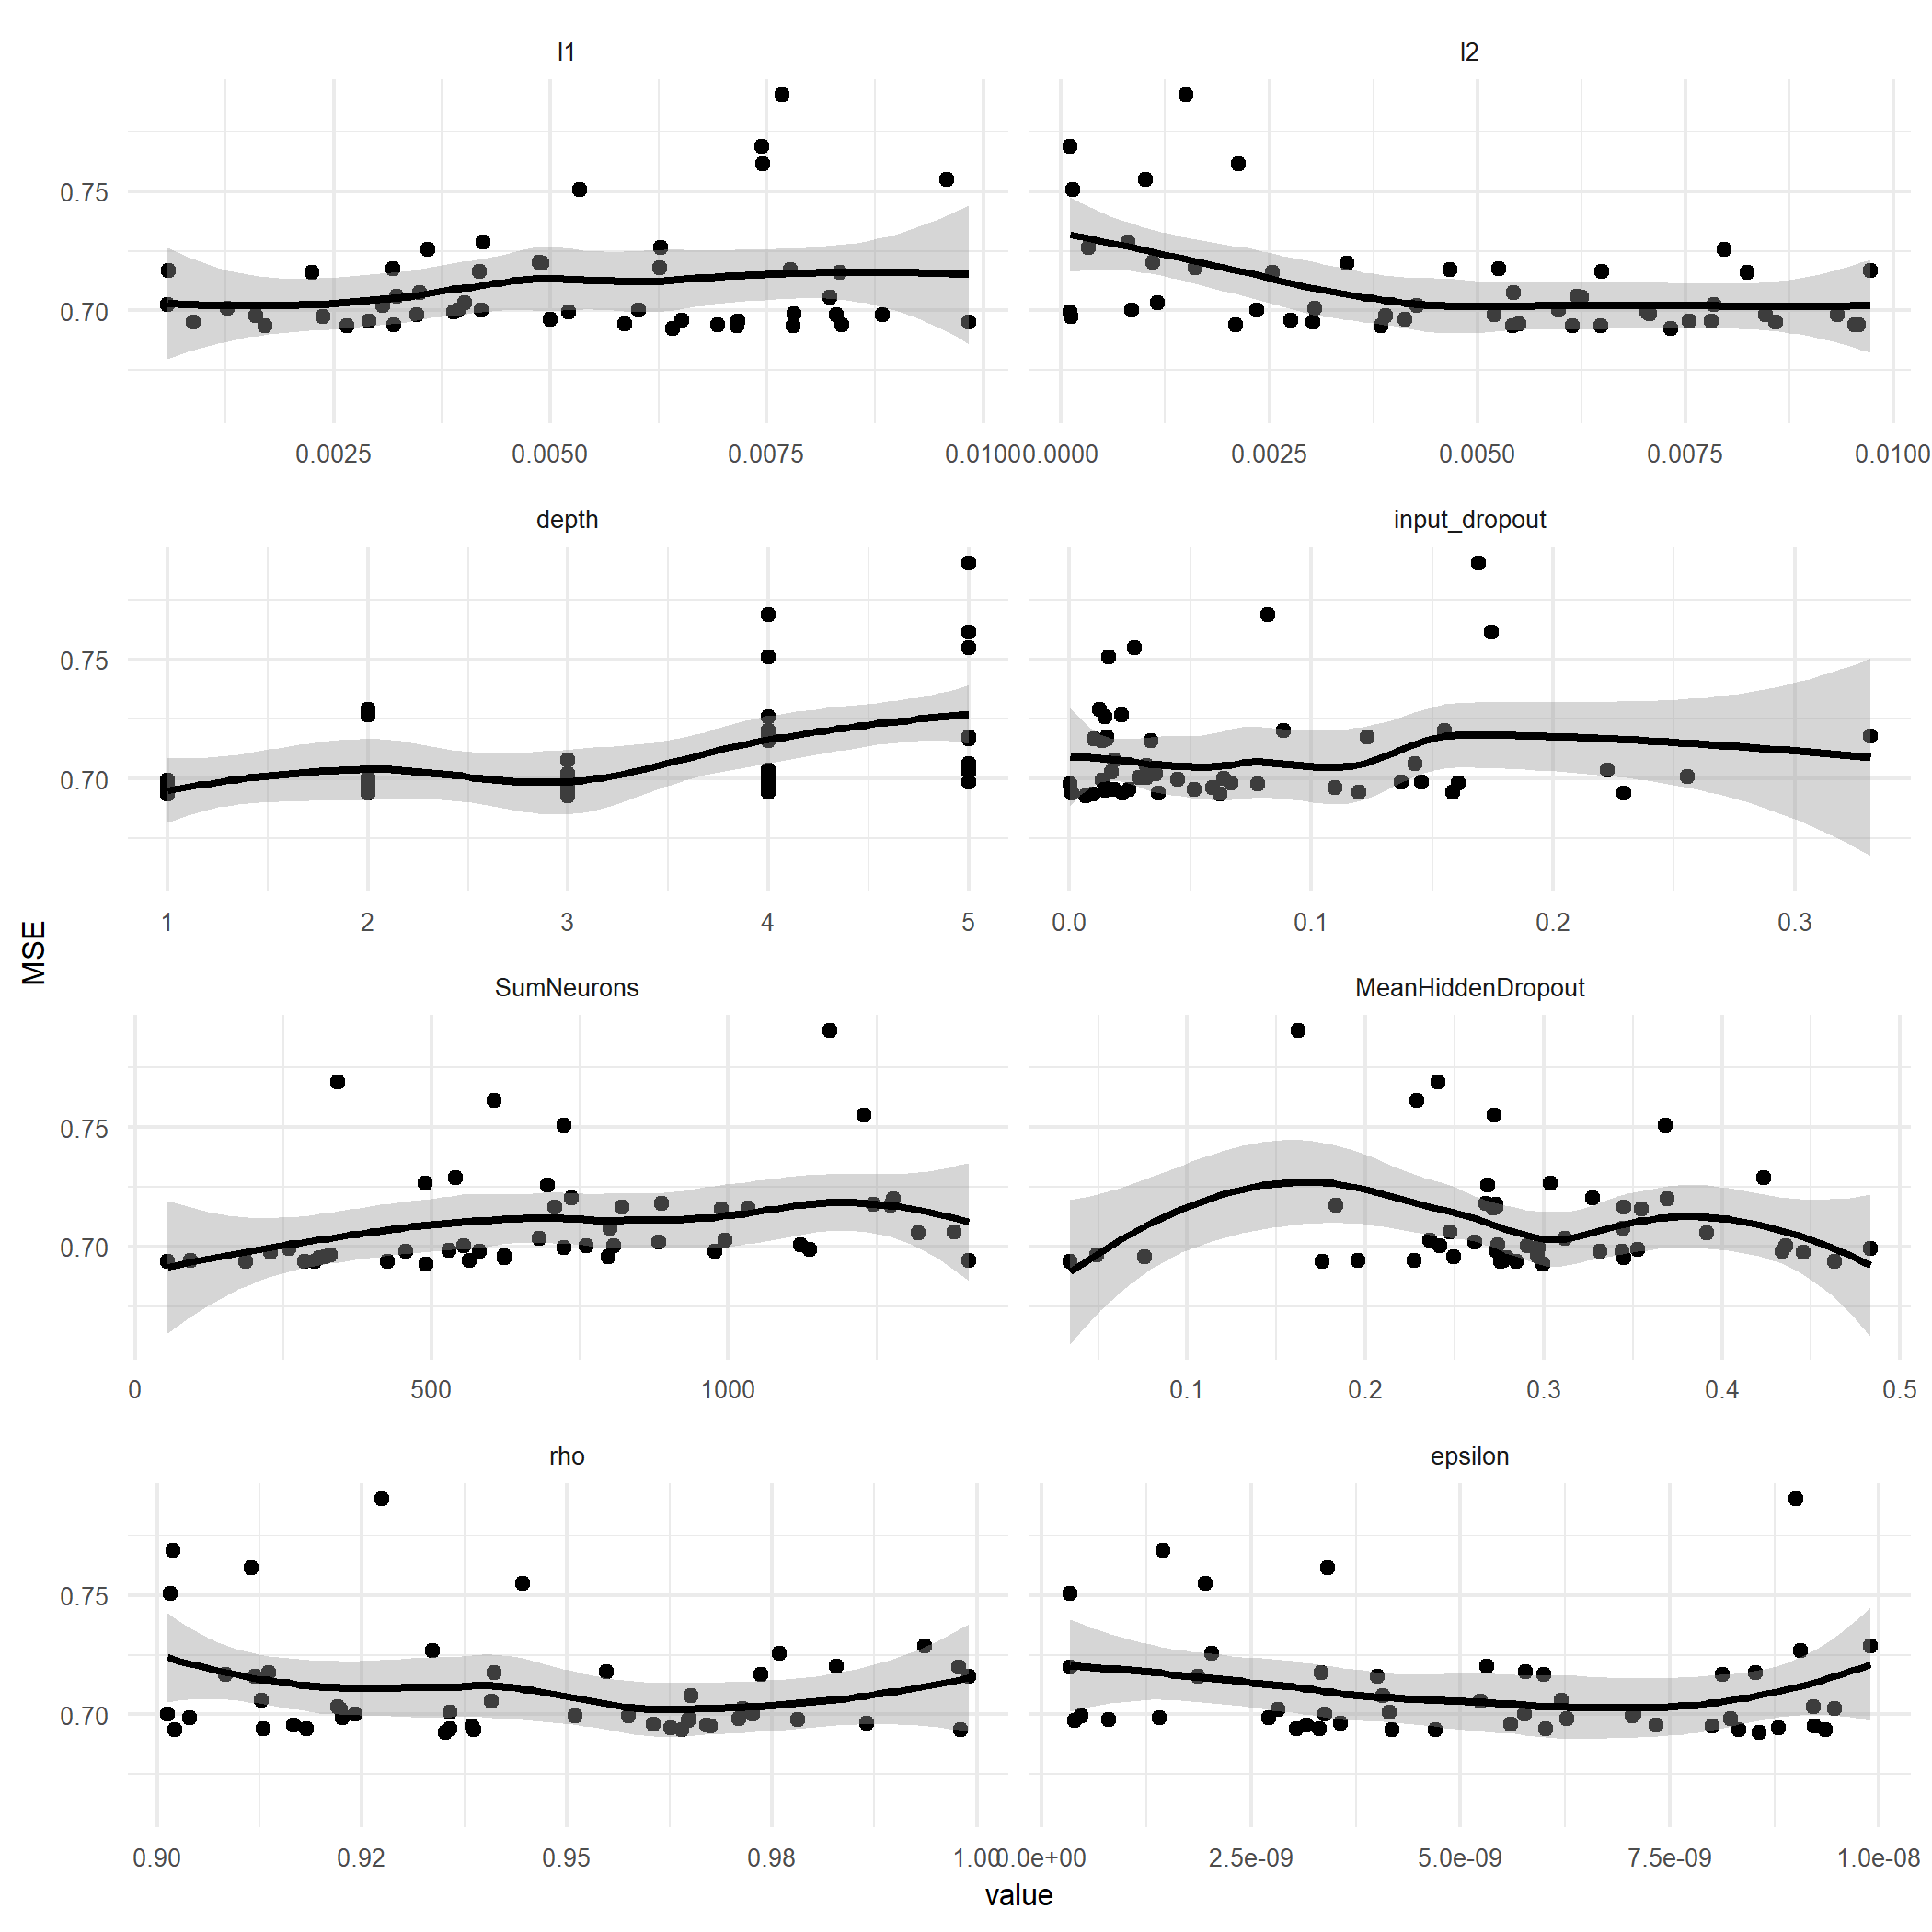 l1 l2
0.75
0.70
0.0025 0.0050 0.0075 0.0100 0.0000 0.0025 0.0050 0.0075 0.0100
depth input_dropout
0.75
0.70
1 2 3 4 5 0.0 0.1 0.2 0.3
MSE
SumNeurons MeanHiddenDropout
0.75
0.70
0 500 1000 0.1 0.2 0.3 0.4 0.5
rho epsilon
0.75
0.70
0.90 0.92 0.95 0.98 1.00 0.0e+00 2.5e-09 5.0e-09 7.5e-09 1.0e-08
value